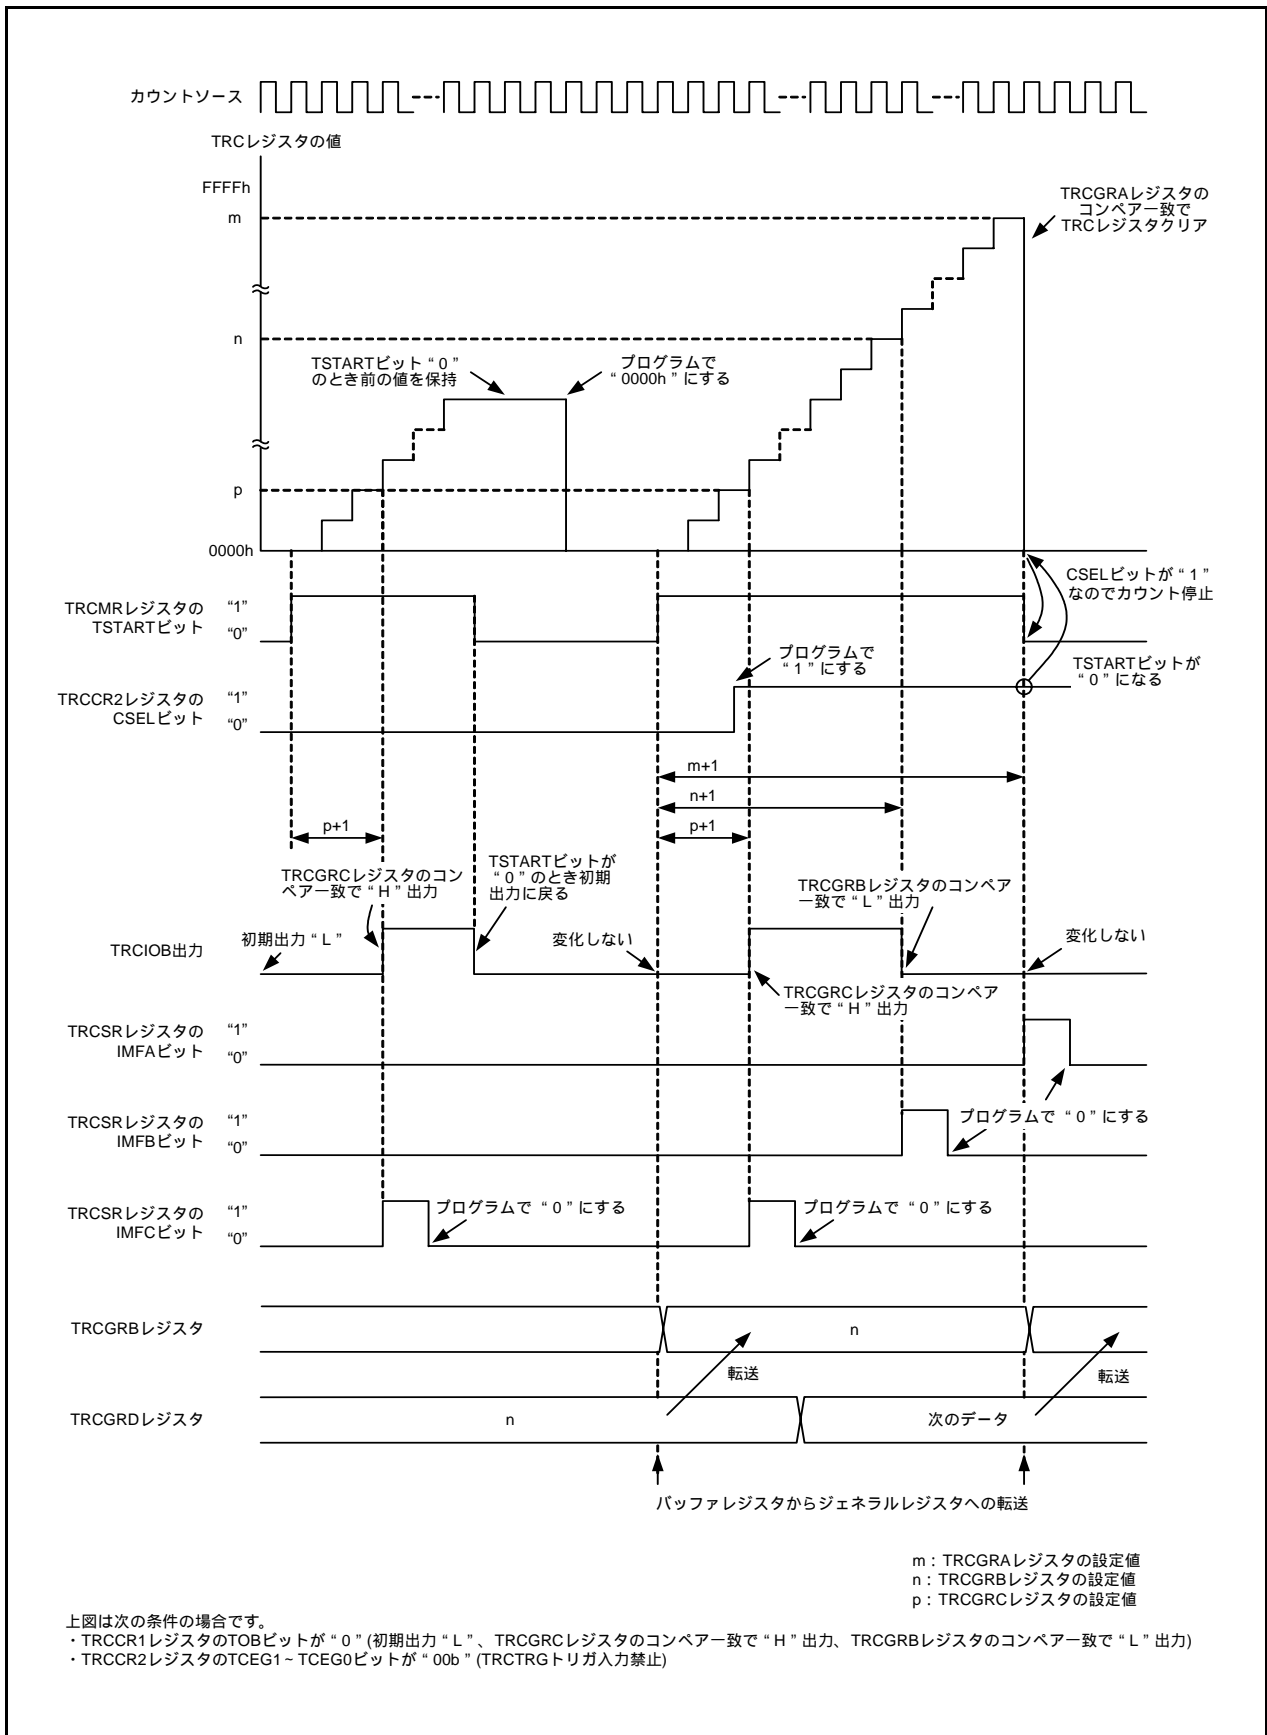 カウントソース
TRCレジスタの値
FFFFh
m
TRCGRAレジスタの
コンペア一致で
TRCレジスタクリア
n
TSTARTビット“0”
のとき前の値を保持
プログラムで
“0000h”にする
p
0000h
CSELビットが“1”
なのでカウント停止
TRCMRレジスタの
TSTARTビット
“1”
“0”
プログラムで
“1”にする
TSTARTビットが
“0”になる
TRCCR2レジスタの
CSELビット
“1”
“0”
m+1
n+1
p+1
p+1
TRCGRCレジスタのコン
ペア一致で“H”出力
TSTARTビットが
“0”のとき初期
出力に戻る
TRCGRBレジスタのコンペア
一致で“L”出力
TRCIOB出力
初期出力“L”
変化しない
変化しない
TRCGRCレジスタのコンペア
一致で“H”出力
TRCSRレジスタの
IMFAビット
“1”
“0”
プログラムで“0”にする
TRCSRレジスタの
IMFBビット
“1”
“0”
TRCSRレジスタの
IMFCビット
“1”
“0”
プログラムで“0”にする
プログラムで“0”にする
TRCGRBレジスタ
n
転送
転送
TRCGRDレジスタ
n
次のデータ
バッファレジスタからジェネラルレジスタへの転送
m：TRCGRAレジスタの設定値
n：TRCGRBレジスタの設定値
p：TRCGRCレジスタの設定値
上図は次の条件の場合です。
・TRCCR1レジスタのTOBビットが“0”(初期出力“L”、TRCGRCレジスタのコンペア一致で“H”出力、TRCGRBレジスタのコンペア一致で“L”出力)
・TRCCR2レジスタのTCEG1~TCEG0ビットが“00b”(TRCTRGトリガ入力禁止)